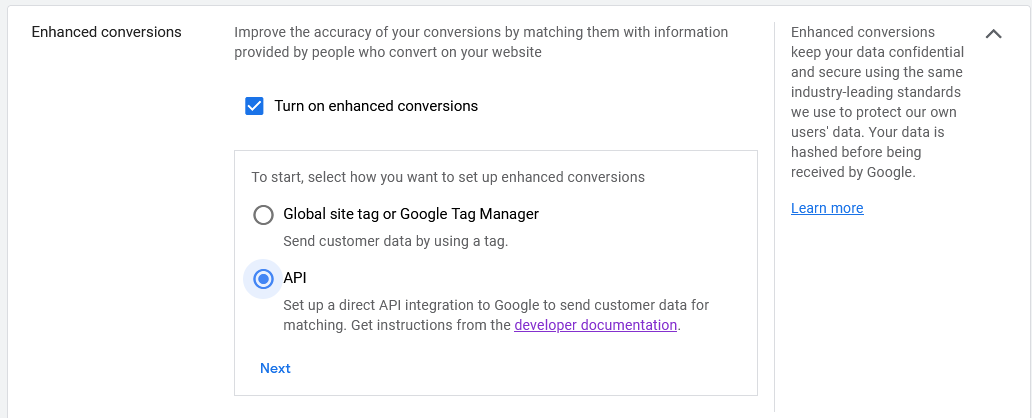 Enhanced conversions
Improve the accuracy of your conversions by matching them with information
provided by people who convert on your website
Turn on enhanced conversions
To start, select how you want to set up enhanced conversions
Global site tag or Google Tag Manager
Send customer data by using a tag.
API
Set up a direct API integration to Google to send customer data for
matching. Get instructions from the developer documentation.
Next
Enhanced conversions
keep your data confidential
and secure using the same
industry-leading standards
we use to protect our own
users' data. Your data is
hashed before being
received by Google.
Learn more